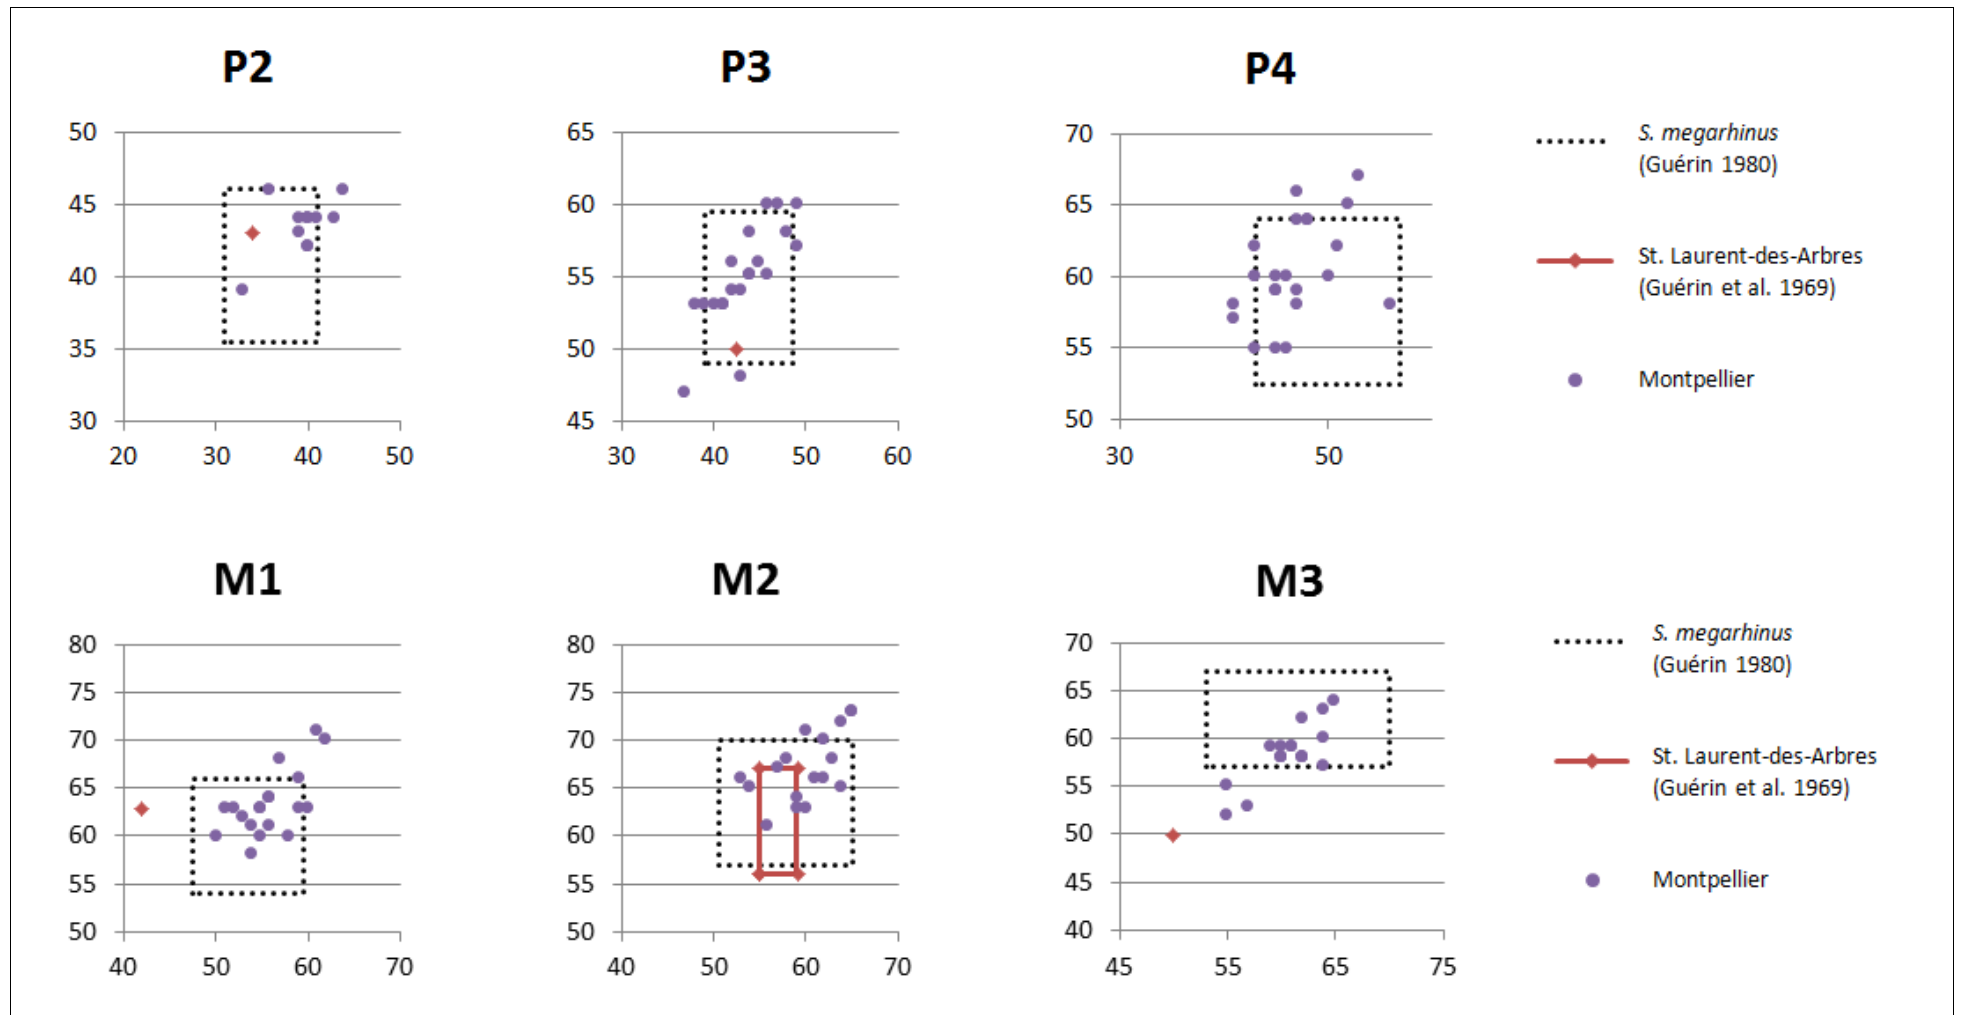 P2
50
45
40
35
30
20 30 40 50
P3
65
60
55
50
45
30 40 50 60
P4
70
65
60
55
50
30 50
S. megarhinus
(Guérin 1980)
St. Laurent-des-Arbres
(Guérin et al. 1969)
Montpellier
M1
80
75
70
65
60
55
50
40 50 60 70
M2
80
75
70
65
60
55
50
40 50 60 70
M3
70
65
60
55
50
45
40
45 55 65 75
S. megarhinus
(Guérin 1980)
St. Laurent-des-Arbres
(Guérin et al. 1969)
Montpellier